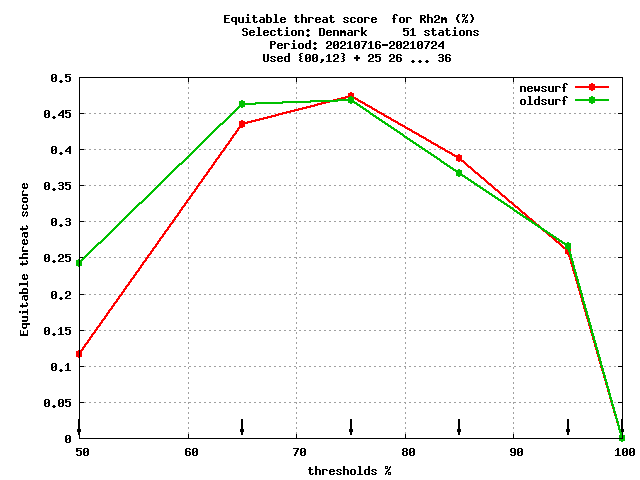 Equitable threat score  for Rh2m (%)
Selection: Denmark     51 stations
Period: 20210716-20210724
Used {00,12} + 25 26 ... 36
newsurf
oldsurf
Equitable threat score
0.5
0.45
0.4
0.35
0.3
0.25
0.2
0.15
0.1
0.05
0
50 60 70 80 90 100
thresholds %